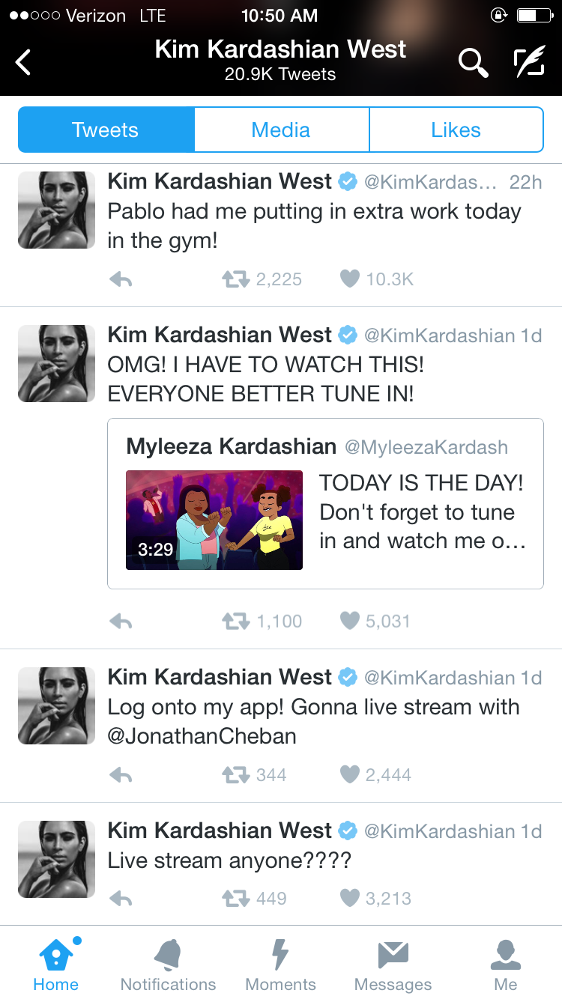 Verizon LTE 10:50 AM
Kim Kardashian West
20.9K Tweets
Tweets Media Likes
Kim Kardashian West @KimKardas... 22h
Pablo had me putting in extra work today
in the gym!
2,225 10.3K
Kim Kardashian West @KimKardashian 1d
OMG! I HAVE TO WATCH THIS!
EVERYONE BETTER TUNE IN!
Myleeza Kardashian @MyleezaKardash
TODAY IS THE DAY!
Don't forget to tune
in and watch me o...
3:29
1,100 5,031
Kim Kardashian West @KimKardashian 1d
Log onto my app! Gonna live stream with
@JonathanCheban
344 2,444
Kim Kardashian West @KimKardashian 1d
Live stream anyone????
449 3,213
Home Notifications Moments Messages Me